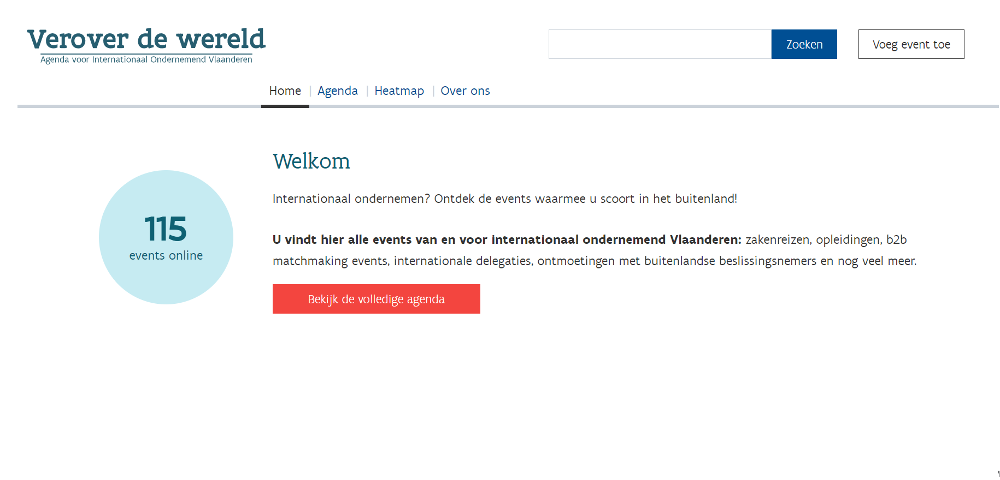 Verover de wereld
Agenda voor Internationaal Ondernemend Vlaanderen
Zoeken
Voeg event toe
Home | Agenda | Heatmap | Over ons
Welkom
Internationaal ondernemen? Ontdek de events waarmee u scoort in het buitenland!
115
events online
U vindt hier alle events van en voor internationaal ondernemend Vlaanderen: zakenreizen, opleidingen, b2b
matchmaking events, internationale delegaties, ontmoetingen met buitenlandse beslissingsnemers en nog veel meer.
Bekijk de volledige agenda